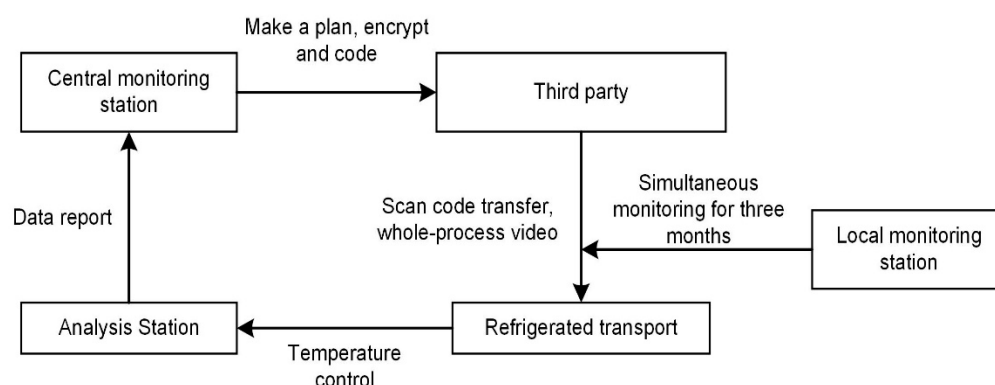 Make a plan, encrypt
and code
Central monitoring
station
Third party
Scan code transfer,
whole-process video
Simultaneous
monitoring for three
months
Local monitoring
station
Data report
Analysis Station
Refrigerated transport
Temperature
control